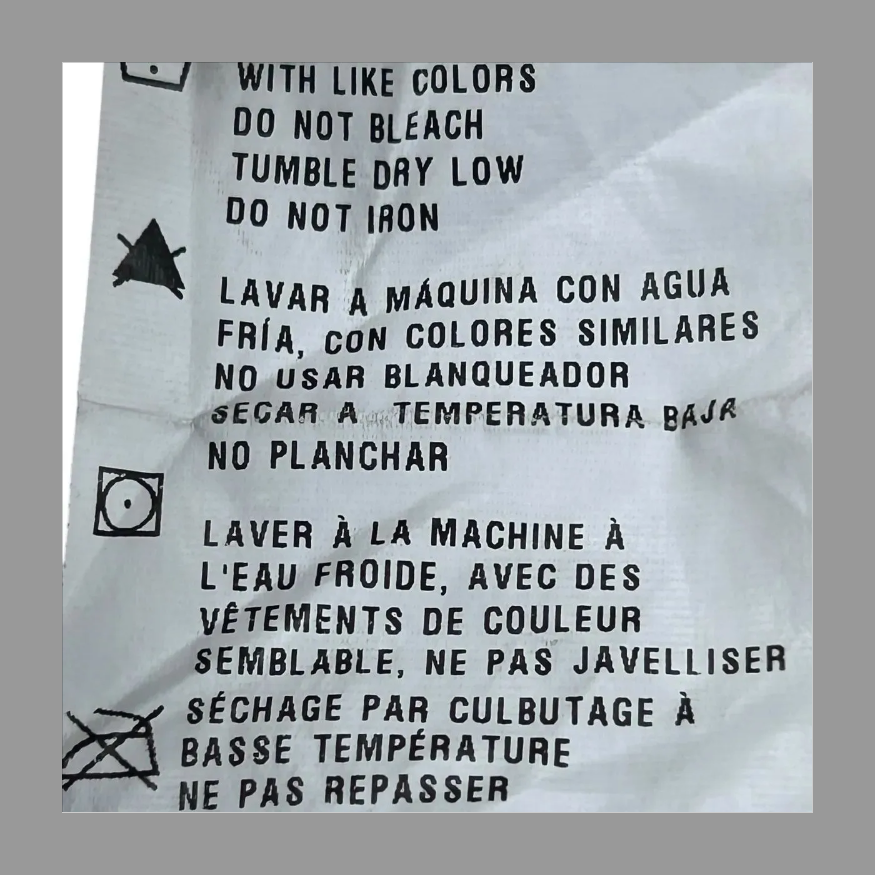 WITH LIKE COLORS
DO NOT BLEACH
TUMBLE DRY LOW
DO NOT IRON
LAVAR A MÁQUINA CON AGUA
FRÍA, CON COLORES SIMILARES
NO USAR BLANQUEADOR
SECAR A TEMPERATURA BAJA
NO PLANCHAR
LAVER À LA MACHINE À
L'EAU FROIDE, AVEC DES
VÊTEMENTS DE COULEUR
SEMBLABLE, NE PAS JAVELLISER
SÉCHAGE PAR CULBUTAGE À
BASSE TEMPÉRATURE
NE PAS REPASSER